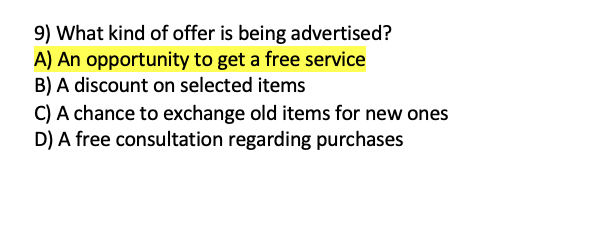 9) What kind of offer is being advertised?
A) An opportunity to get a free service
B) A discount on selected items
C) A chance to exchange old items for new ones
D) A free consultation regarding purchases